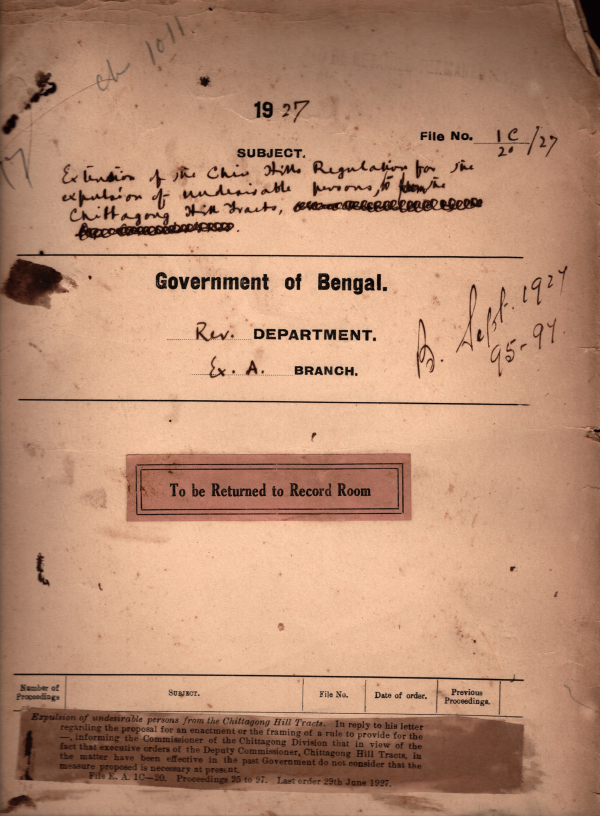 ch 1011.
1927
File No. 1C/20/27
SUBJECT.
Extension of the Chin Hills Regulation for the
expulsion of undesirable persons, to the
Chittagong Hill Tracts,
Government of Bengal.
Rev. DEPARTMENT.
Ex. A. BRANCH.
B. Sept. 1927
95-97.
To be Returned to Record Room
Number of Proceedings SUBJECT. File No. Date of order. Previous Proceedings.
Expulsion of undesirable persons from the Chittagong Hill Tracts. In reply to his letter
regarding the proposal for an enactment or the framing of a rule to provide for the
—, informing the Commissioner of the Chittagong Division that in view of the
fact that executive orders of the Deputy Commissioner, Chittagong Hill Tracts, in
the matter have been effective in the past Government do not consider that the
measure proposed is necessary at present.
File E. A. 1C—20. Proceedings 25 to 97. Last order 29th June 1927.